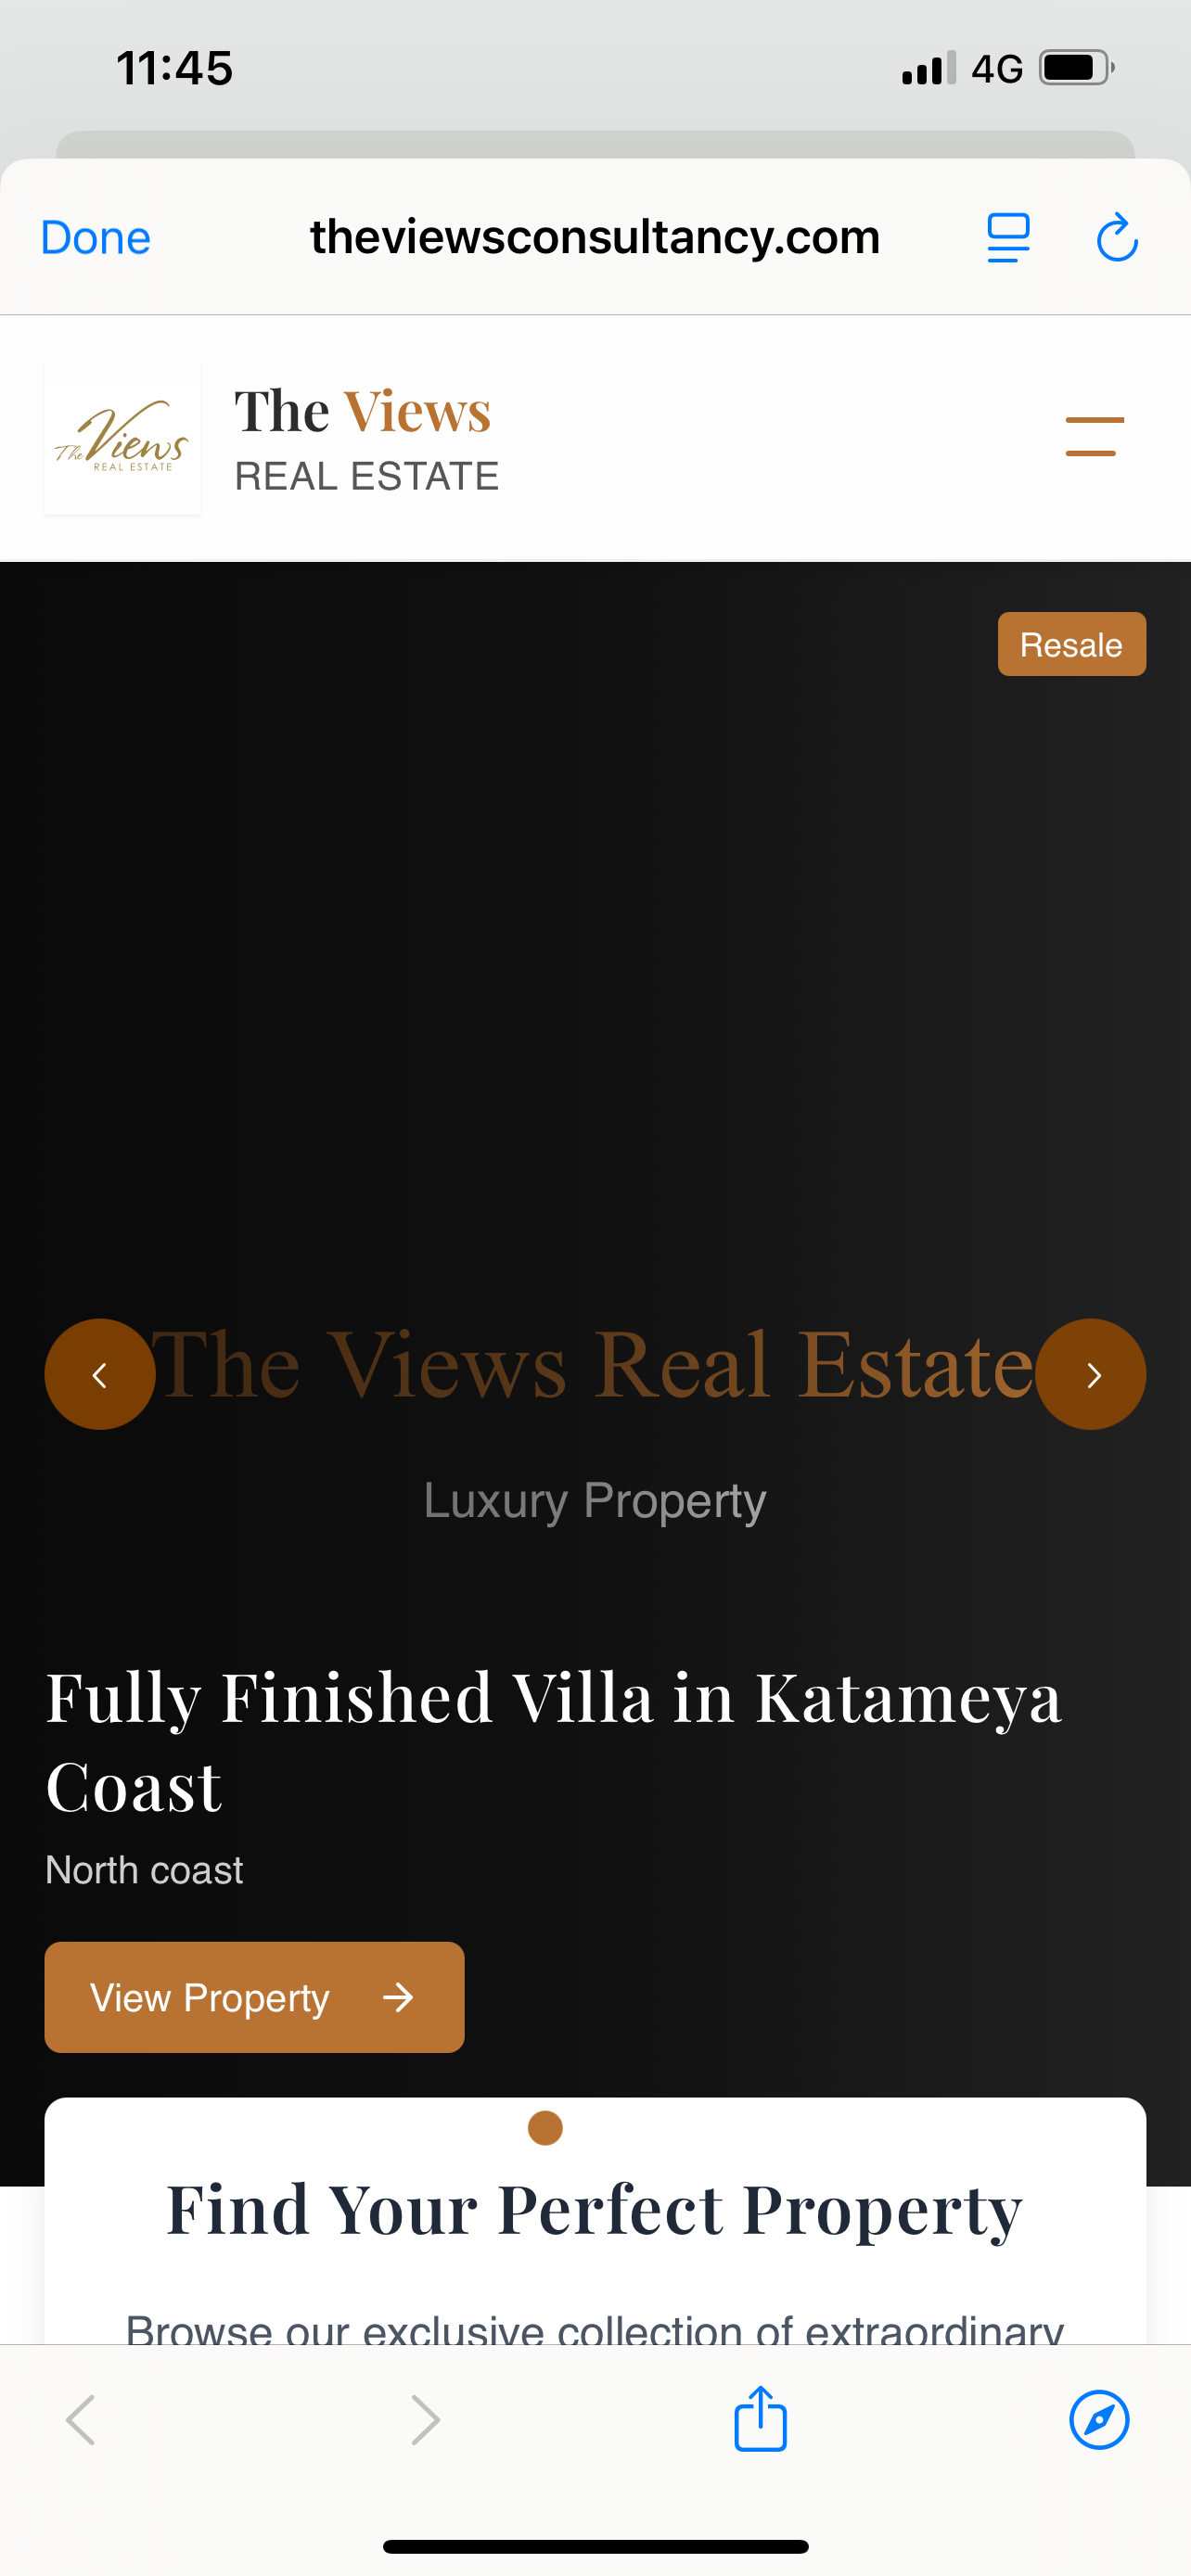 11:45
4G
Done
theviewsconsultancy.com
The Views
REAL ESTATE
The Views
REAL ESTATE
Resale
The Views Real Estate
Luxury Property
Fully Finished Villa in Katameya
Coast
North coast
View Property
Find Your Perfect Property
Browse our exclusive collection of extraordinary